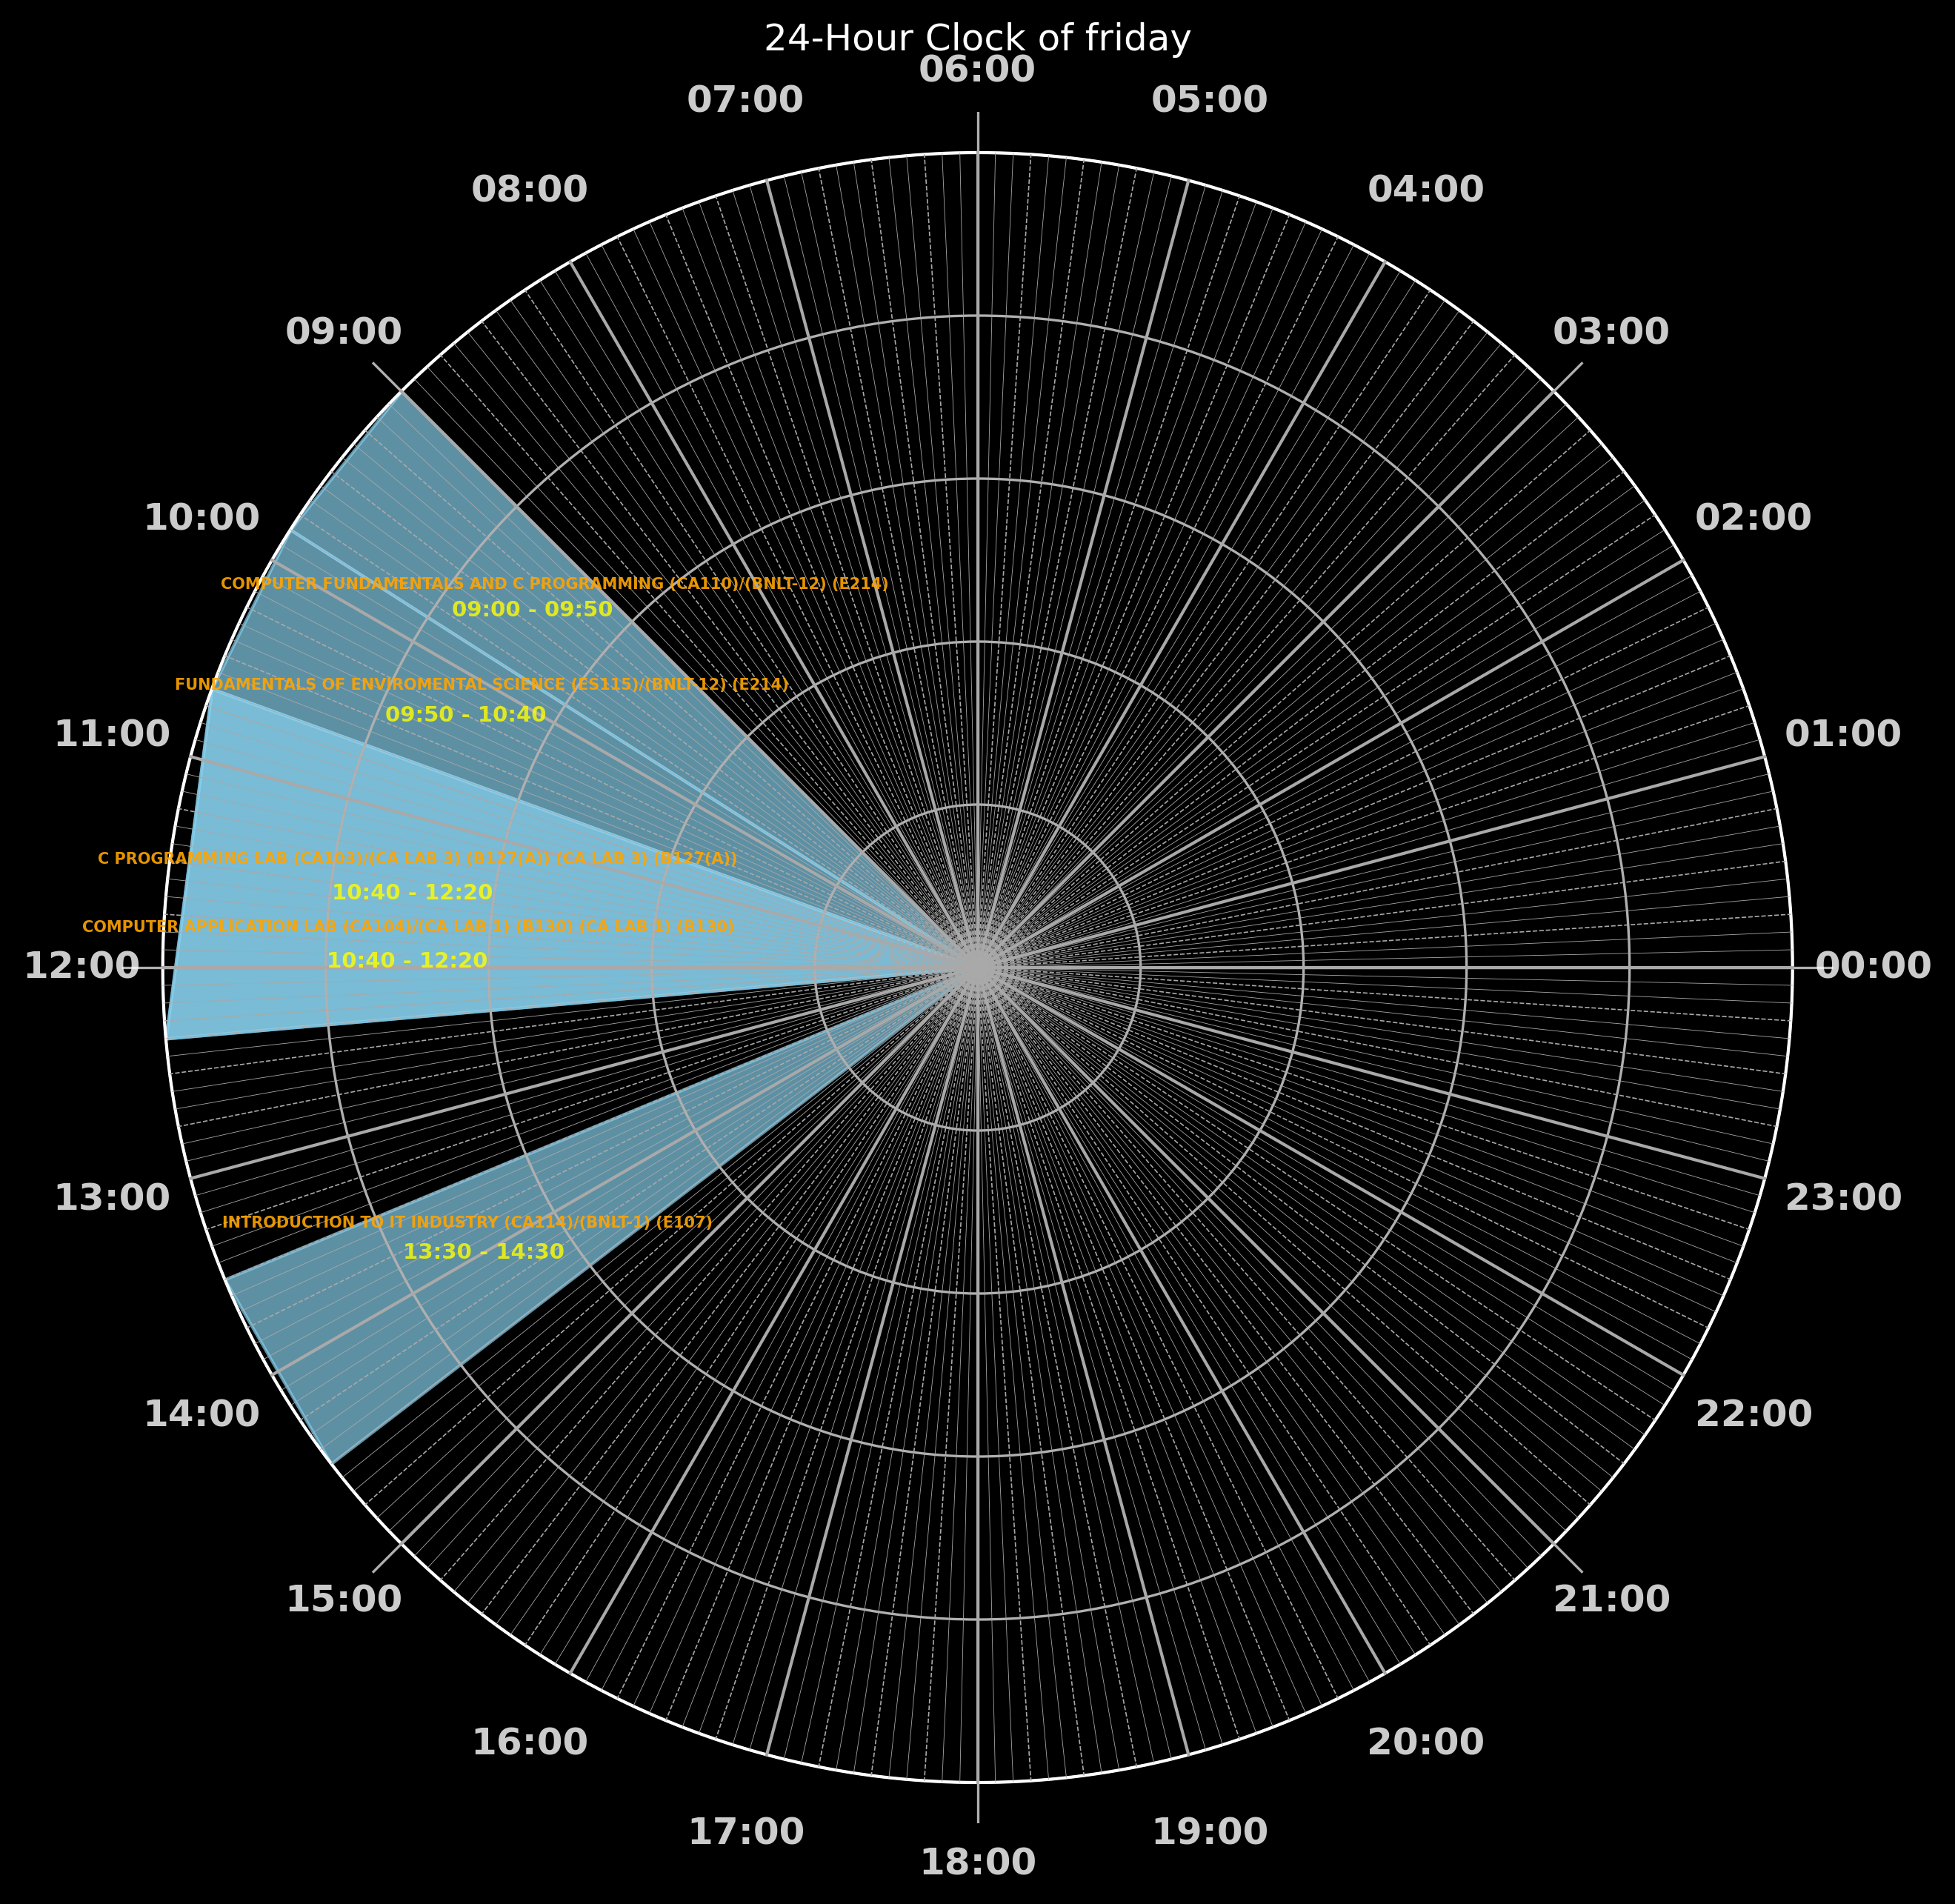 24-Hour Clock of friday
06:00
07:00
05:00
08:00
04:00
09:00
03:00
10:00
02:00
COMPUTER FUNDAMENTALS AND C PROGRAMMING (CA110)/(BNLT-12) (E214)
09:00 - 09:50
FUNDAMENTALS OF ENVIROMENTAL SCIENCE (ES115)/(BNLT-12) (E214)
09:50 - 10:40
11:00
01:00
C PROGRAMMING LAB (CA103)/(CA LAB 3) (B127(A)) (CA LAB 3) (B127(A))
10:40 - 12:20
COMPUTER APPLICATION LAB (CA104)/(CA LAB 1) (B130) (CA LAB 1) (B130)
10:40 - 12:20
12:00
00:00
13:00
23:00
INTRODUCTION TO IT INDUSTRY (CA114)/(BNLT-1) (E107)
13:30 - 14:30
14:00
22:00
15:00
21:00
16:00
20:00
17:00
19:00
18:00